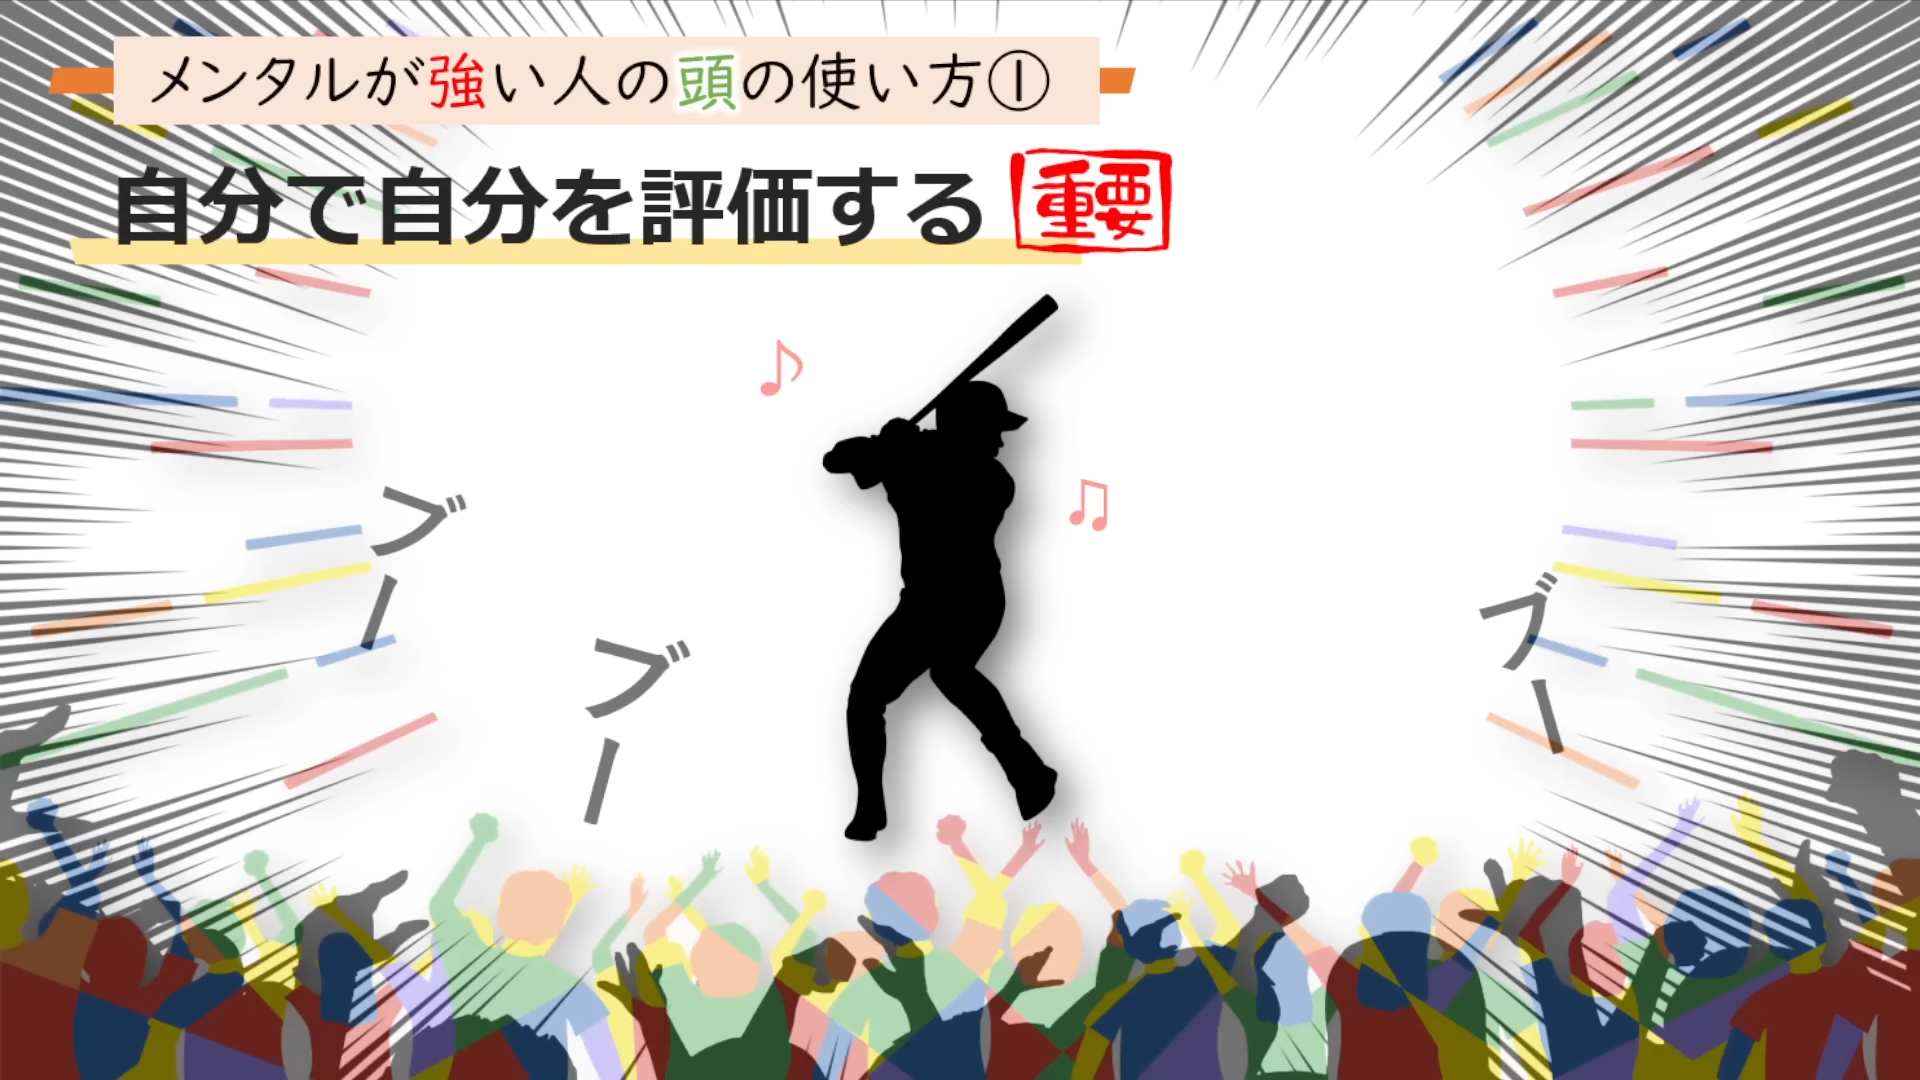 メンタルが強い人の頭の使い方①
自分で自分を評価する
重要
ブー
ブー
ブー